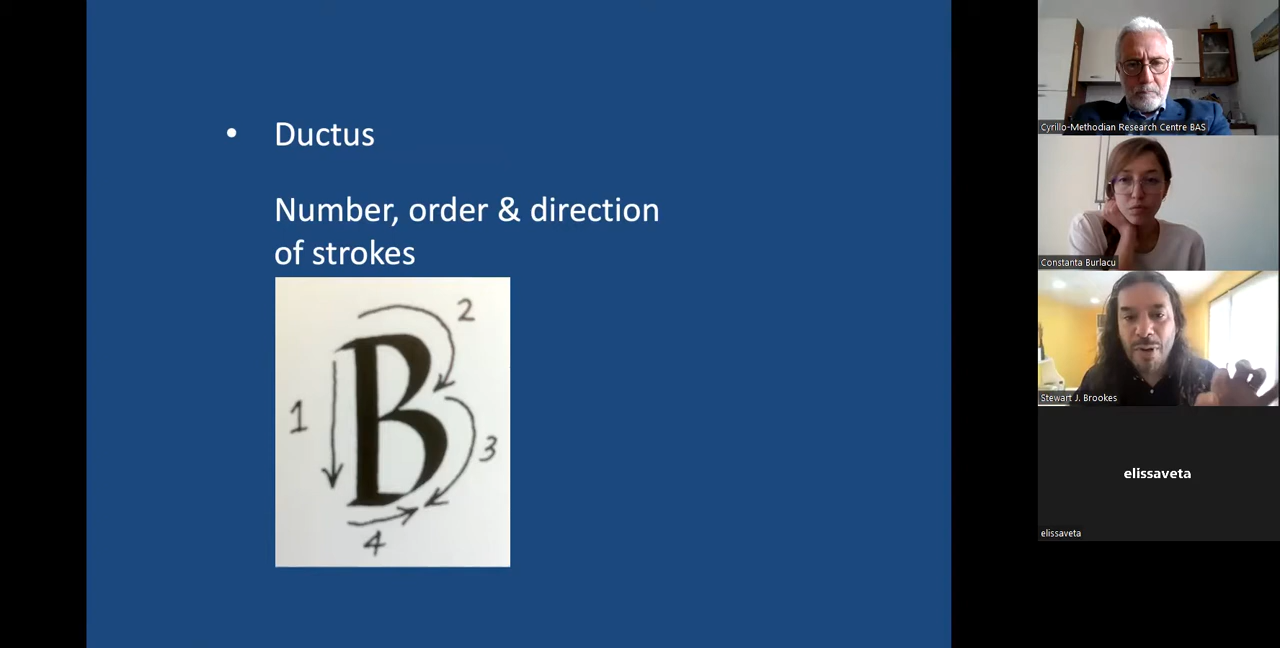 Ductus
Number, order & direction
of strokes
1
2
3
4
Cyrillo-Methodian Research Centre BAS
Constanta Burlacu
Stewart J. Brookes
elissaveta
elissaveta